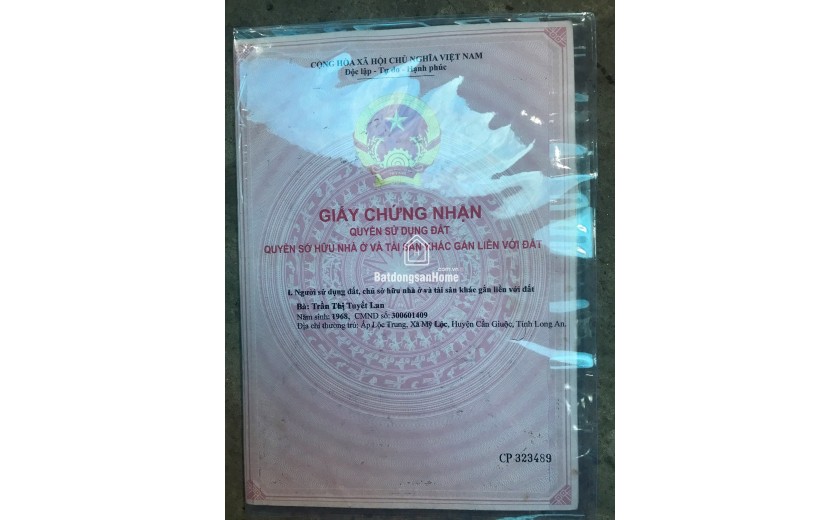 CỘNG HÒA XÃ HỘI CHỦ NGHĨA VIỆT NAM
Độc lập - Tự do - Hạnh phúc
GIẤY CHỨNG NHẬN
QUYỀN SỬ DỤNG ĐẤT
QUYỀN SỞ HỮU NHÀ Ở VÀ TÀI SẢN KHÁC GẮN LIỀN VỚI ĐẤT
.com.vn
BatdongsanHome
I. Người sử dụng đất, chủ sở hữu nhà ở và tài sản khác gắn liền với đất
Bà: Trần Thị Tuyết Lan
Năm sinh: 1968, CMND số: 300601409
Địa chỉ thường trú: Ấp Lộc Trung, Xã Mỹ Lộc, Huyện Cần Giuộc, Tỉnh Long An.
CP 323489